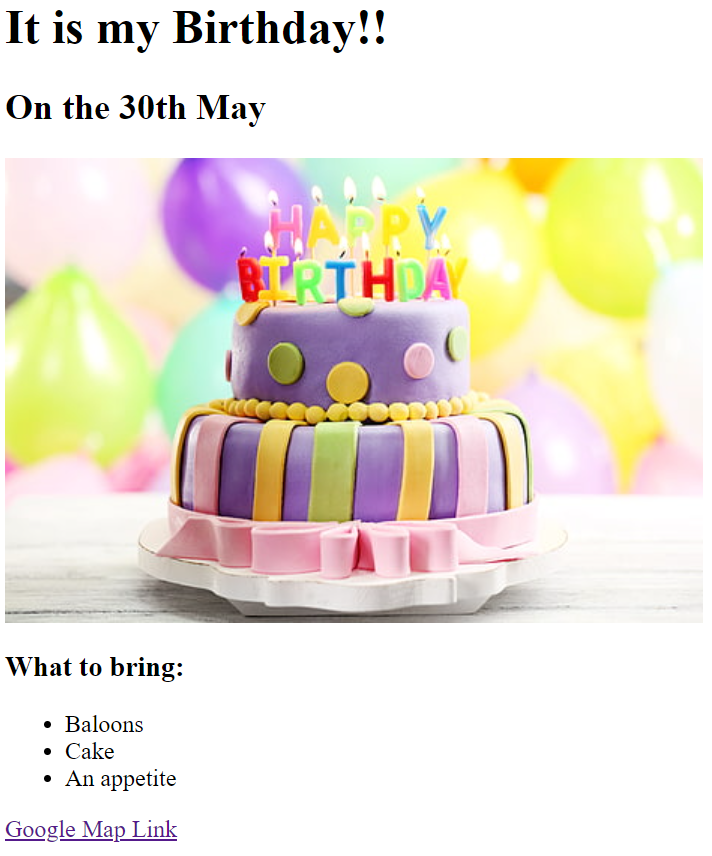 It is my Birthday!!
On the 30th May
HAPPY
BIRTHDAY
What to bring:
Baloons
Cake
An appetite
Google Map Link